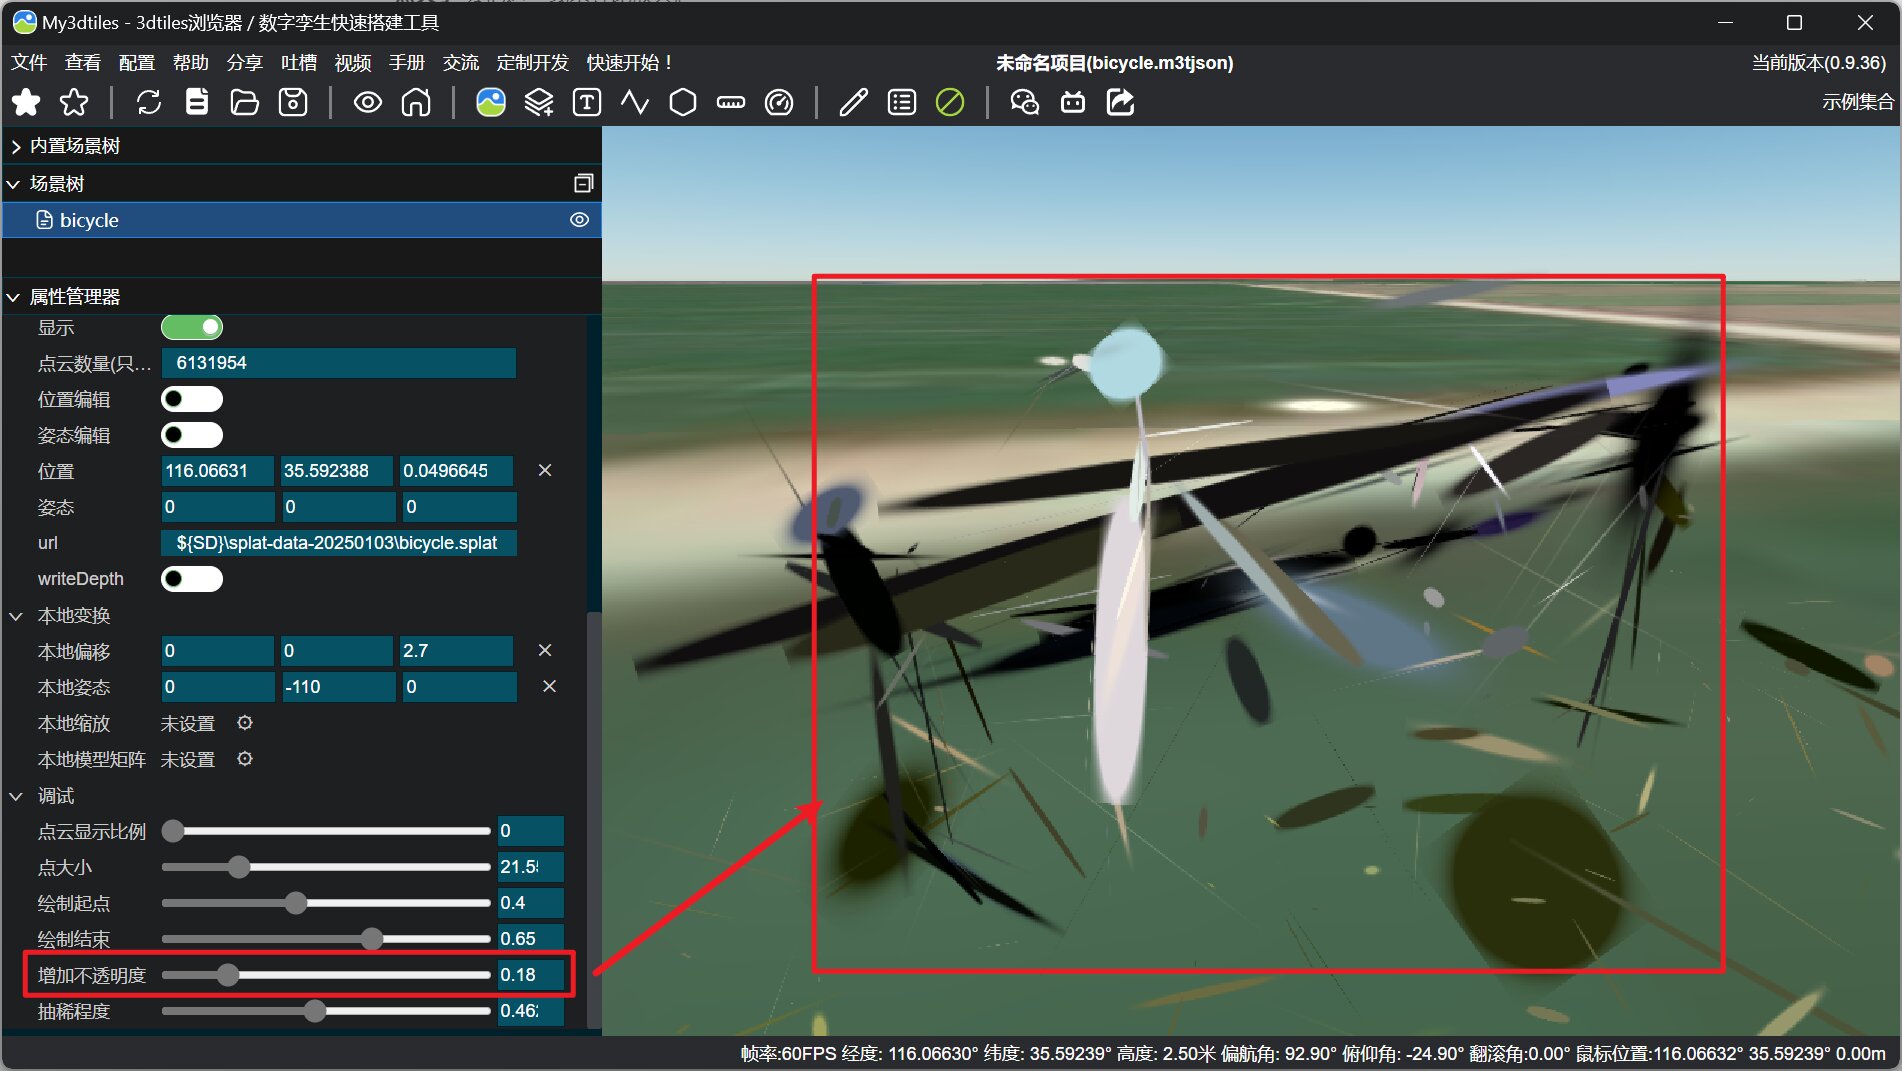 My3dtiles - 3dtiles浏览器 / 数字孪生快速搭建工具
文件 查看 配置 帮助 分享 吐槽 视频 手册 交流 定制开发 快速开始！ 未命名项目(bicycle.m3tjson) 当前版本(0.9.36)
示例集合
内置场景树
场景树
bicycle
属性管理器
显示
点云数量(只... 6131954
位置编辑
姿态编辑
位置 116.06631 35.592388 0.0496645
姿态 0 0 0
url ${SD}\splat-data-20250103\bicycle.splat
writeDepth
本地变换
本地偏移 0 0 2.7
本地姿态 0 -110 0
本地缩放 未设置
本地模型矩阵 未设置
调试
点云显示比例 0
点大小 21.5
绘制起点 0.4
绘制结束 0.65
增加不透明度 0.18
抽稀程度 0.46
帧率:60FPS 经度: 116.06630° 纬度: 35.59239° 高度: 2.50米 偏航角: 92.90° 俯仰角: -24.90° 翻滚角:0.00° 鼠标位置:116.06632° 35.59239° 0.00m